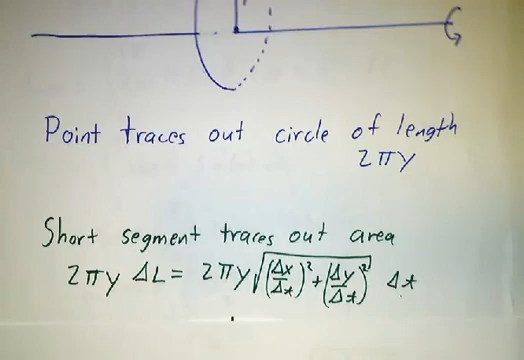 Point traces out circle of length
2πy
Short segment traces out area
2πy ΔL = 2πy √((Δx/Δt)² + (Δy/Δt)²) Δt